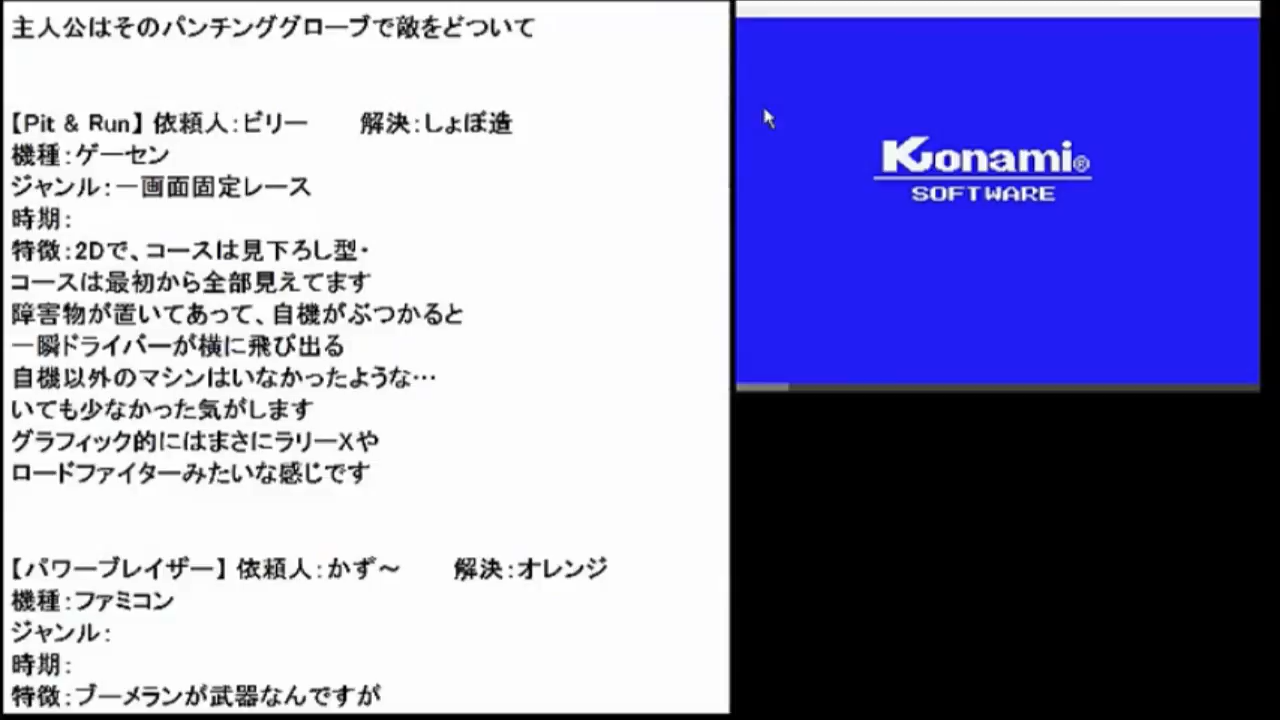 主人公はそのパンチンググローブで敵をどついて
【Pit & Run】 依頼人：ビリー　　解決：しょぼ造
機種：ゲーセン
ジャンル：一画面固定レース
時期：
特徴：2Dで、コースは見下ろし型・
コースは最初から全部見えてます
障害物が置いてあって、自機がぶつかると
一瞬ドライバーが横に飛び出る
自機以外のマシンはいなかったような…
いても少なかった気がします
グラフィック的にはまさにラリーXや
ロードファイターみたいな感じです
【パワーブレイザー】 依頼人：かず～　　解決：オレンジ
機種：ファミコン
ジャンル：
時期：
特徴：ブーメランが武器なんですが
Konami®
SOFTWARE